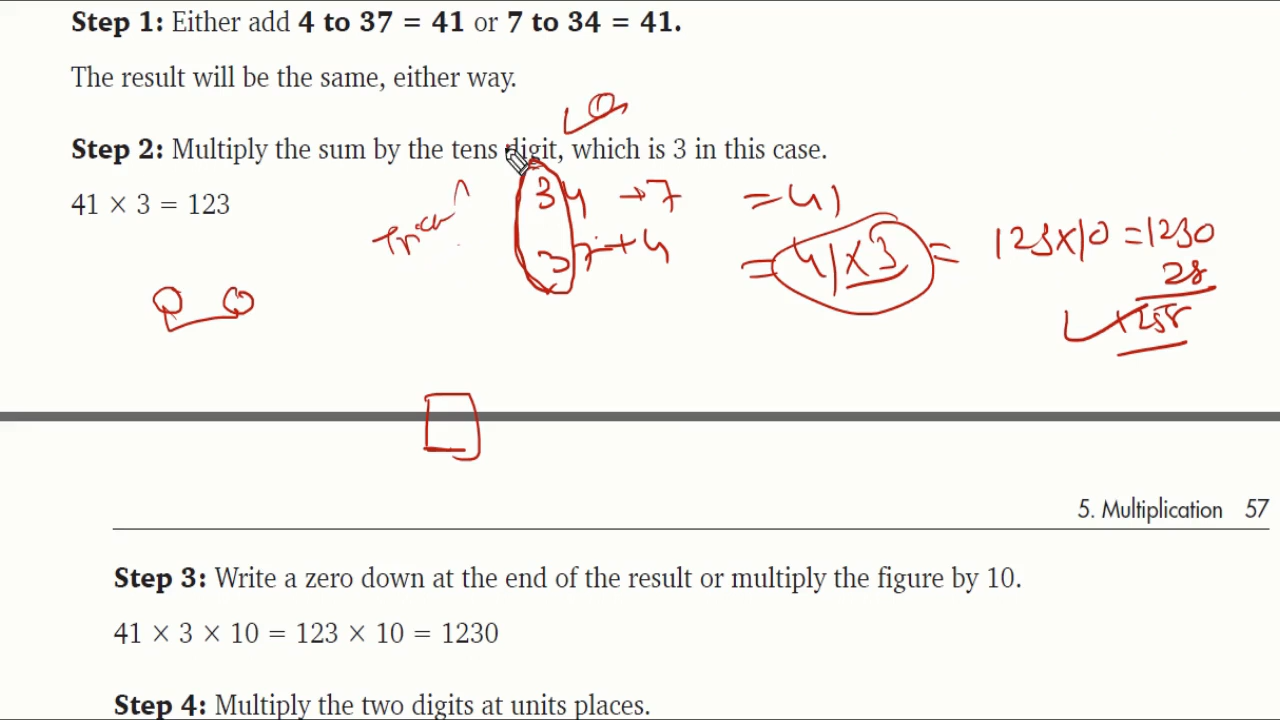 Step 1: Either add 4 to 37 = 41 or 7 to 34 = 41.
The result will be the same, either way.
Step 2: Multiply the sum by the tens digit, which is 3 in this case.
41 × 3 = 123
34 → 7 = 41
37 + 4 = 41 × 3 = 123 × 10 = 1230
28
1258
5. Multiplication 57
Step 3: Write a zero down at the end of the result or multiply the figure by 10.
41 × 3 × 10 = 123 × 10 = 1230
Step 4: Multiply the two digits at units places.